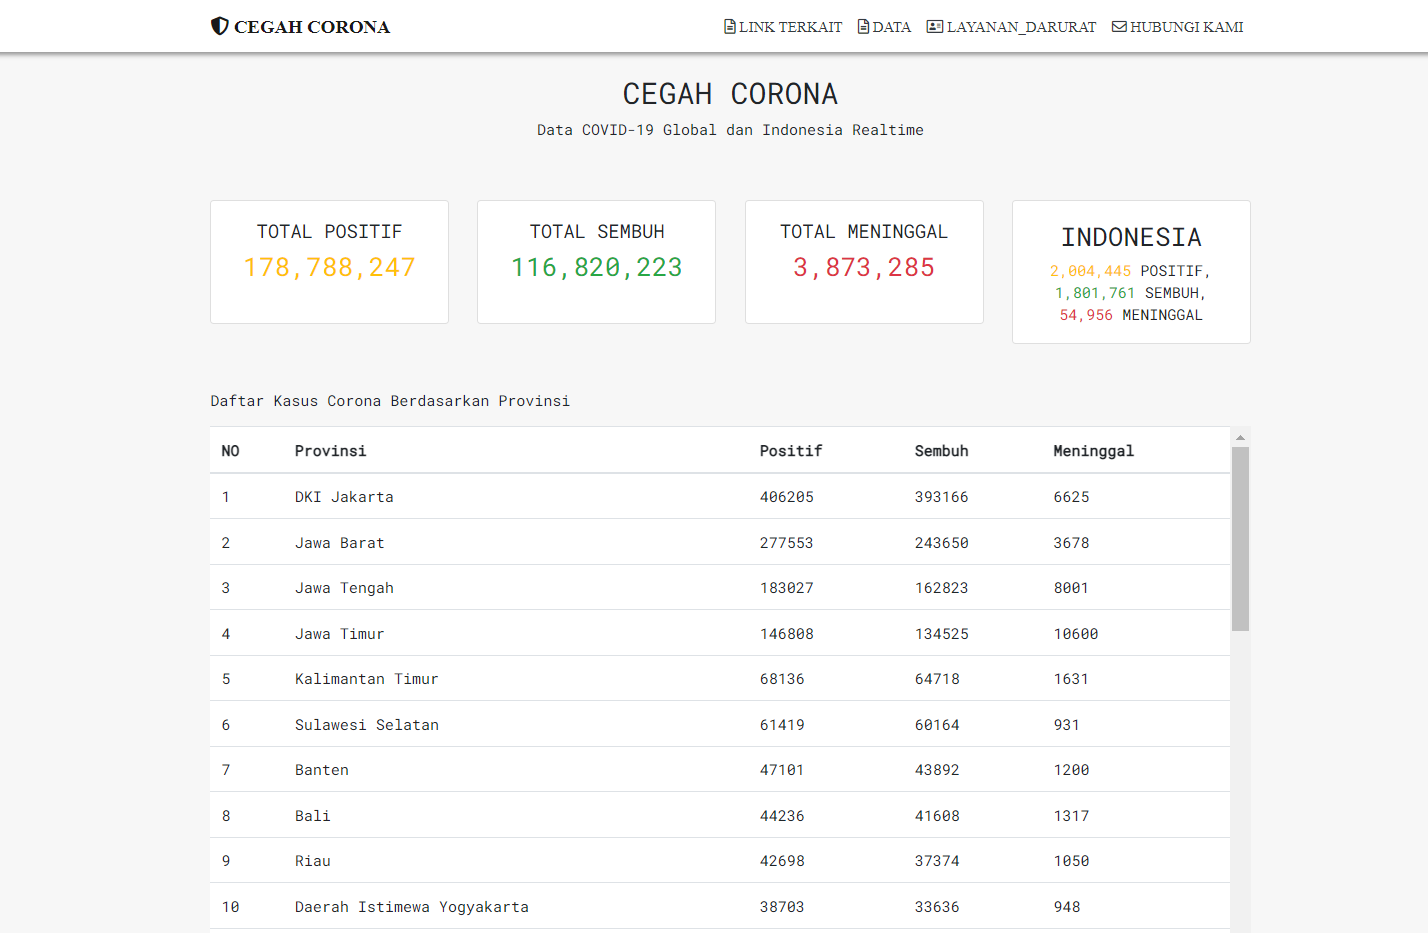 CEGAH CORONA LINK TERKAIT DATA LAYANAN_DARURAT HUBUNGI KAMI
CEGAH CORONA
Data COVID-19 Global dan Indonesia Realtime
TOTAL POSITIF
178,788,247
TOTAL SEMBUH
116,820,223
TOTAL MENINGGAL
3,873,285
INDONESIA
2,004,445 POSITIF,
1,801,761 SEMBUH,
54,956 MENINGGAL
Daftar Kasus Corona Berdasarkan Provinsi
NO Provinsi Positif Sembuh Meninggal
1 DKI Jakarta 406205 393166 6625
2 Jawa Barat 277553 243650 3678
3 Jawa Tengah 183027 162823 8001
4 Jawa Timur 146808 134525 10600
5 Kalimantan Timur 68136 64718 1631
6 Sulawesi Selatan 61419 60164 931
7 Banten 47101 43892 1200
8 Bali 44236 41608 1317
9 Riau 42698 37374 1050
10 Daerah Istimewa Yogyakarta 38703 33636 948